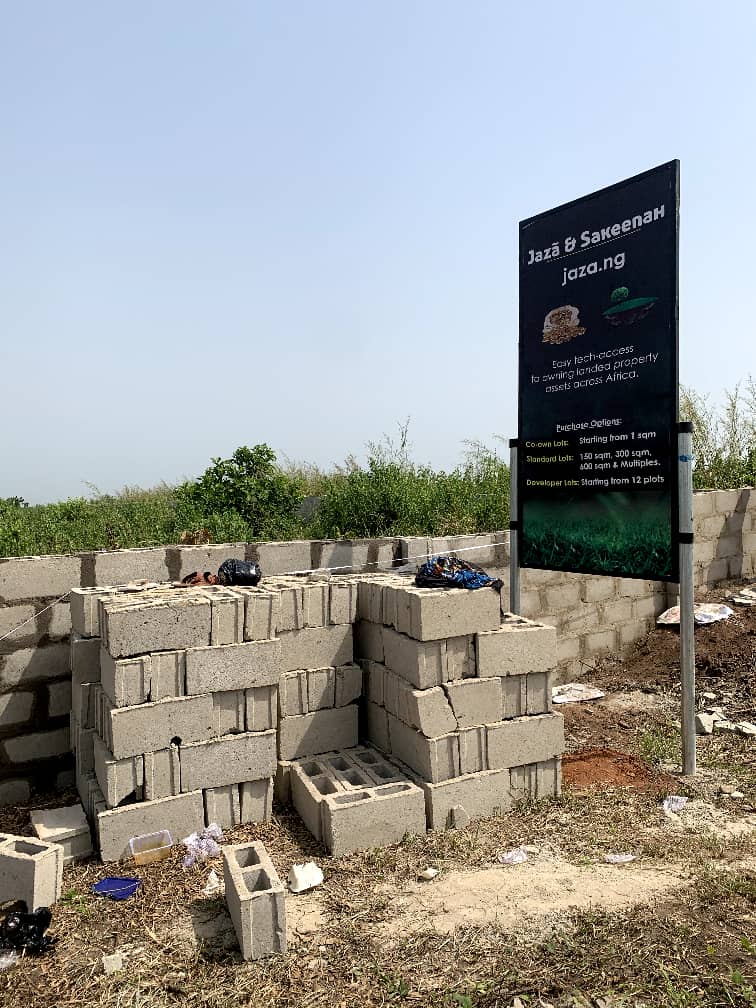 Jazã & Sakeenah
jaza.ng
Easy tech-access
to owning landed property
assets across Africa.
Purchase Options:
Co-own Lots: Starting from 1 sqm
Standard Lots: 150 sqm, 300 sqm,
600 sqm & Multiples.
Developer Lots: Starting from 12 plots